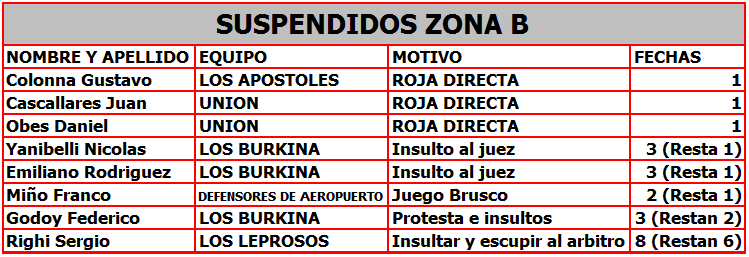 SUSPENDIDOS ZONA B
NOMBRE Y APELLIDO EQUIPO MOTIVO FECHAS
Colonna Gustavo LOS APOSTOLES ROJA DIRECTA 1
Cascallares Juan UNION ROJA DIRECTA 1
Obes Daniel UNION ROJA DIRECTA 1
Yanibelli Nicolas LOS BURKINA Insulto al juez 3 (Resta 1)
Emiliano Rodriguez LOS BURKINA Insulto al juez 3 (Resta 1)
Miño Franco DEFENSORES DE AEROPUERTO Juego Brusco 2 (Resta 1)
Godoy Federico LOS BURKINA Protesta e insultos 3 (Restan 2)
Righi Sergio LOS LEPROSOS Insultar y escupir al arbitro 8 (Restan 6)